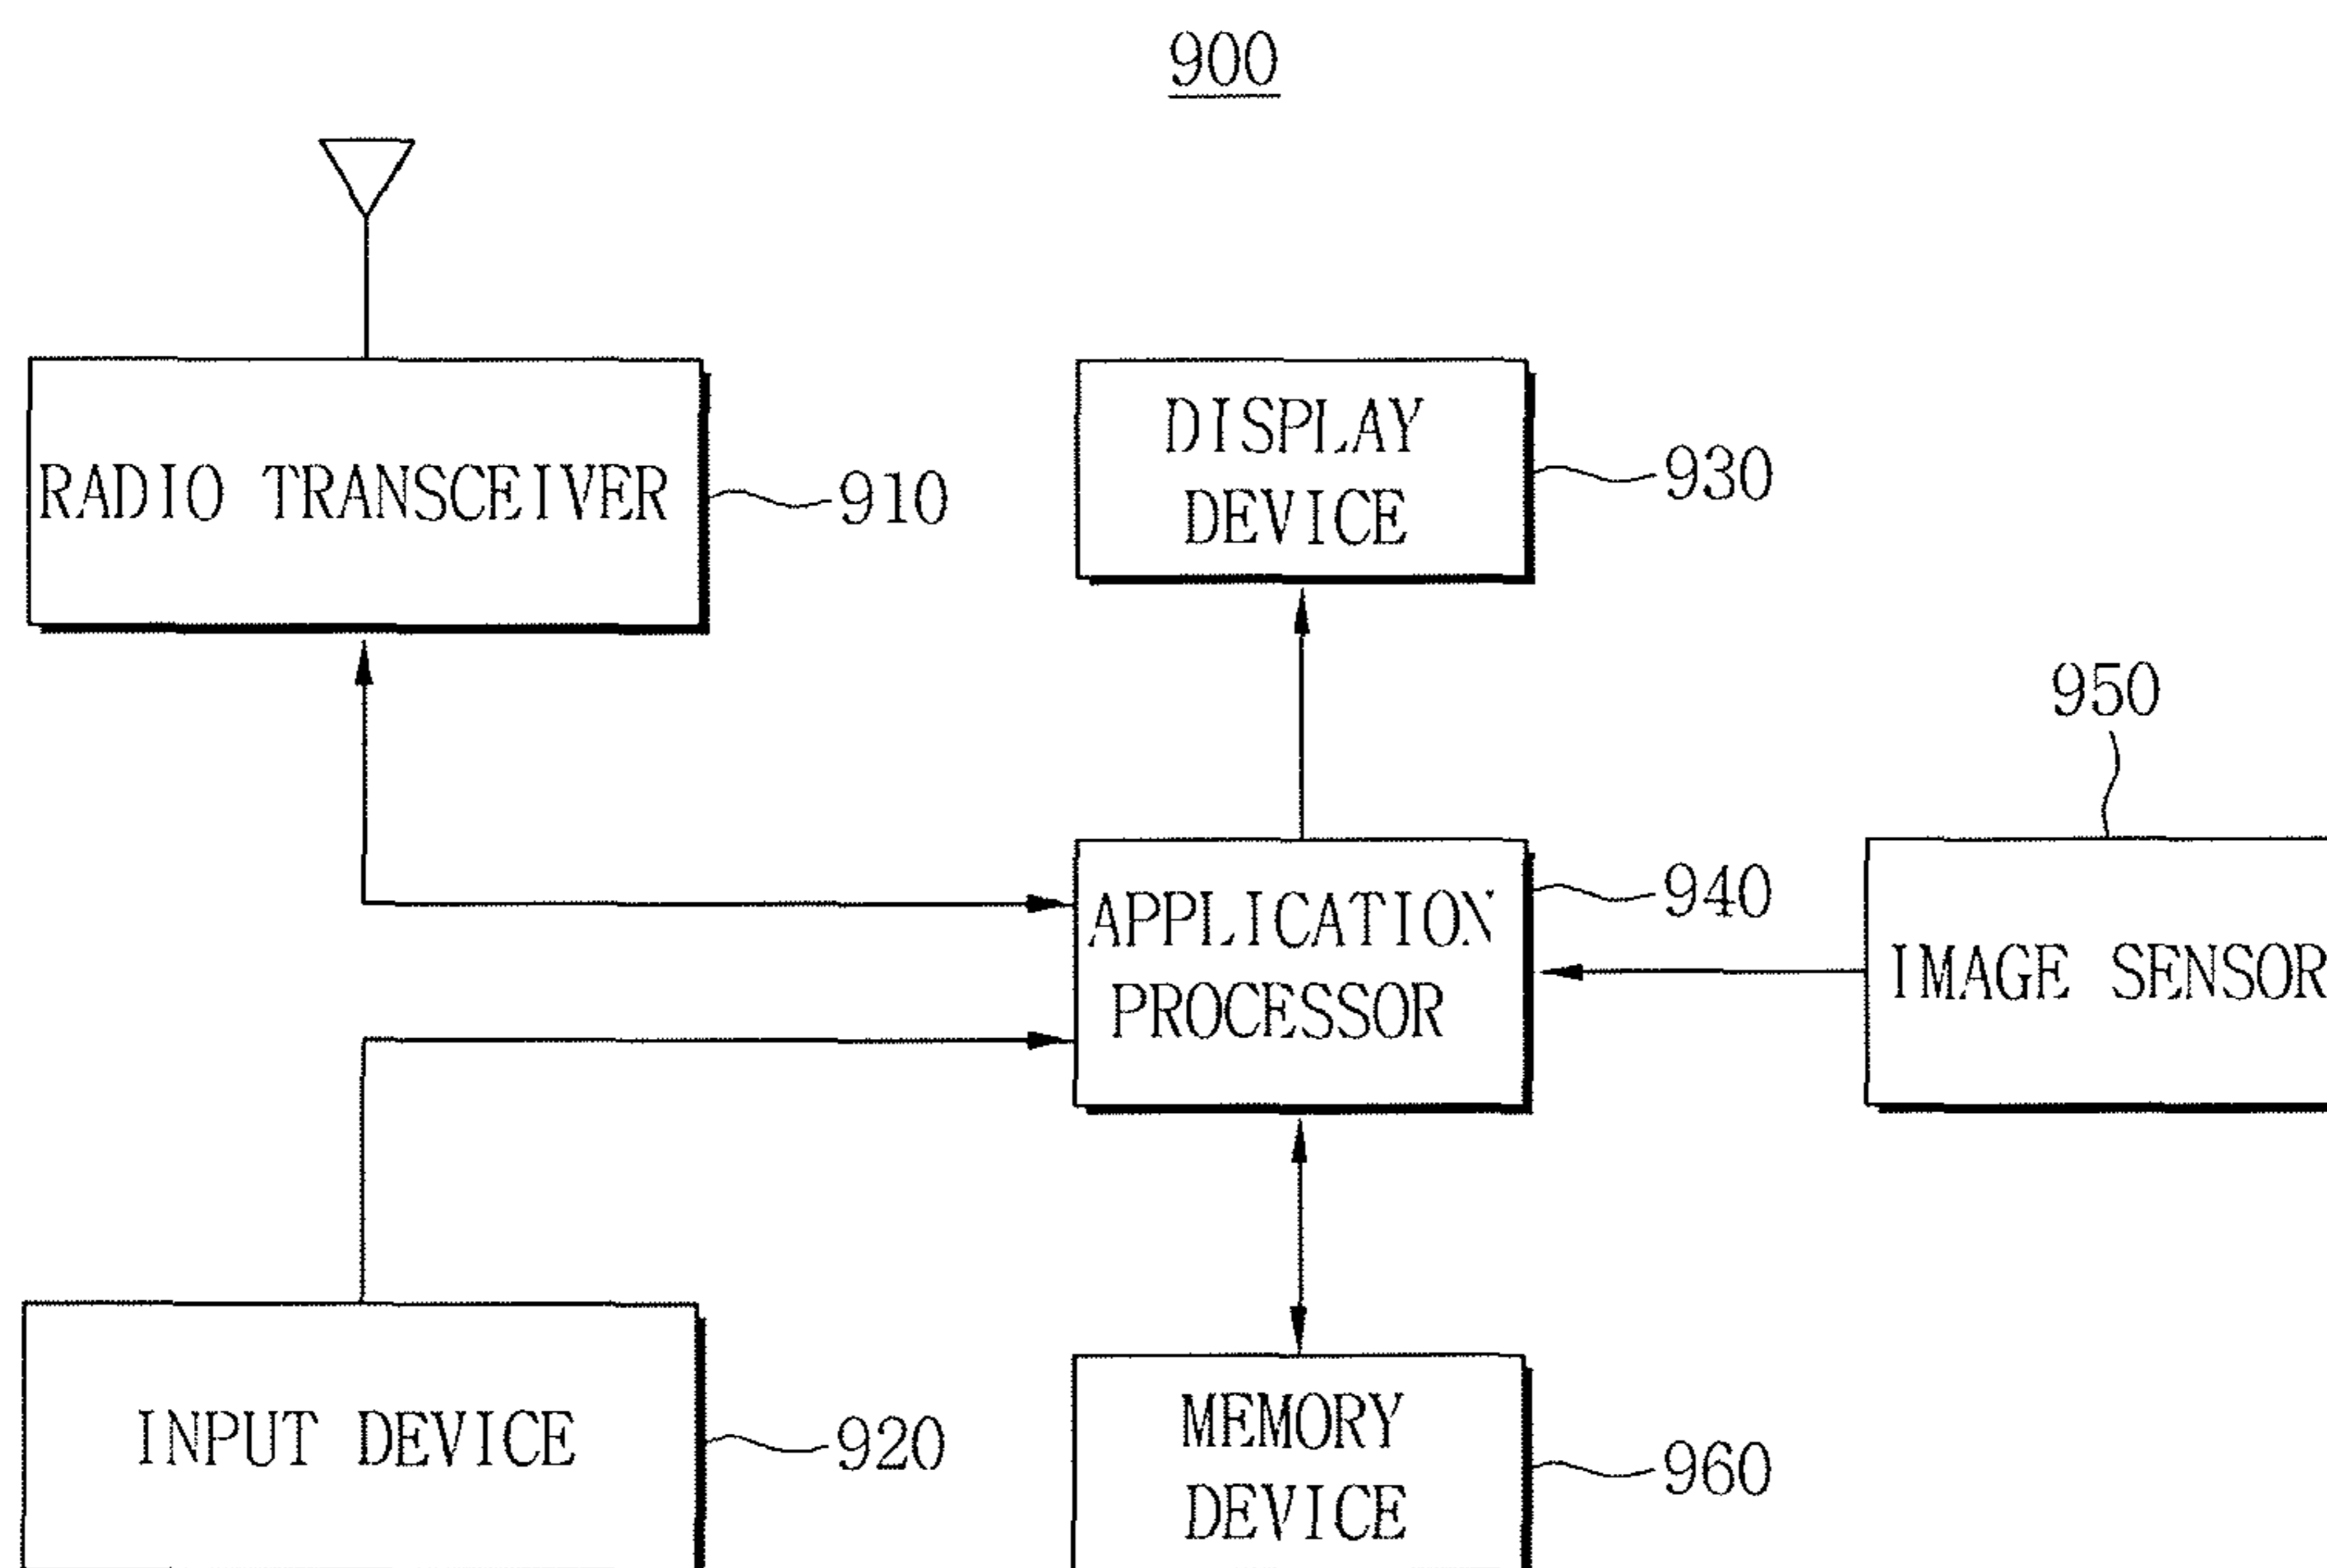 900
RADIO TRANSCEIVER
910
DISPLAY
DEVICE
930
950
APPLICATION
PROCESSOR
940
IMAGE SENSOR
INPUT DEVICE
920
MEMORY
DEVICE
960